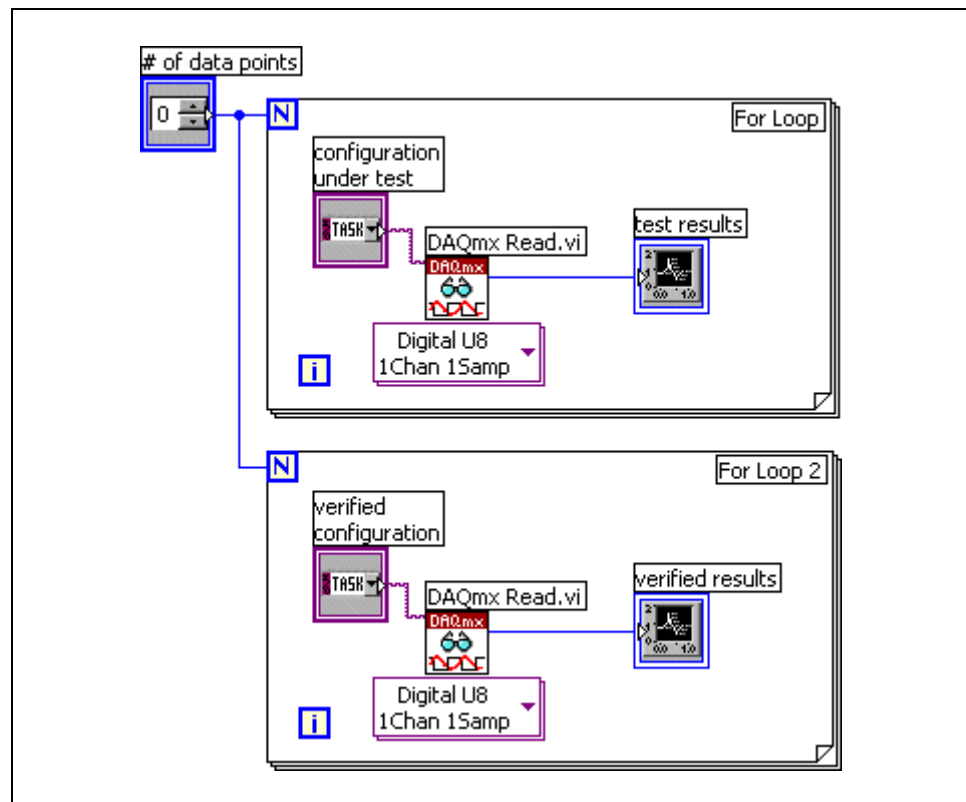 # of data points
0
N
For Loop
configuration
under test
TASK
DAQmx Read.vi
DAQmx
test results
Digital U8
1Chan 1Samp
i
N
For Loop 2
verified
configuration
TASK
DAQmx Read.vi
DAQmx
verified results
Digital U8
1Chan 1Samp
i